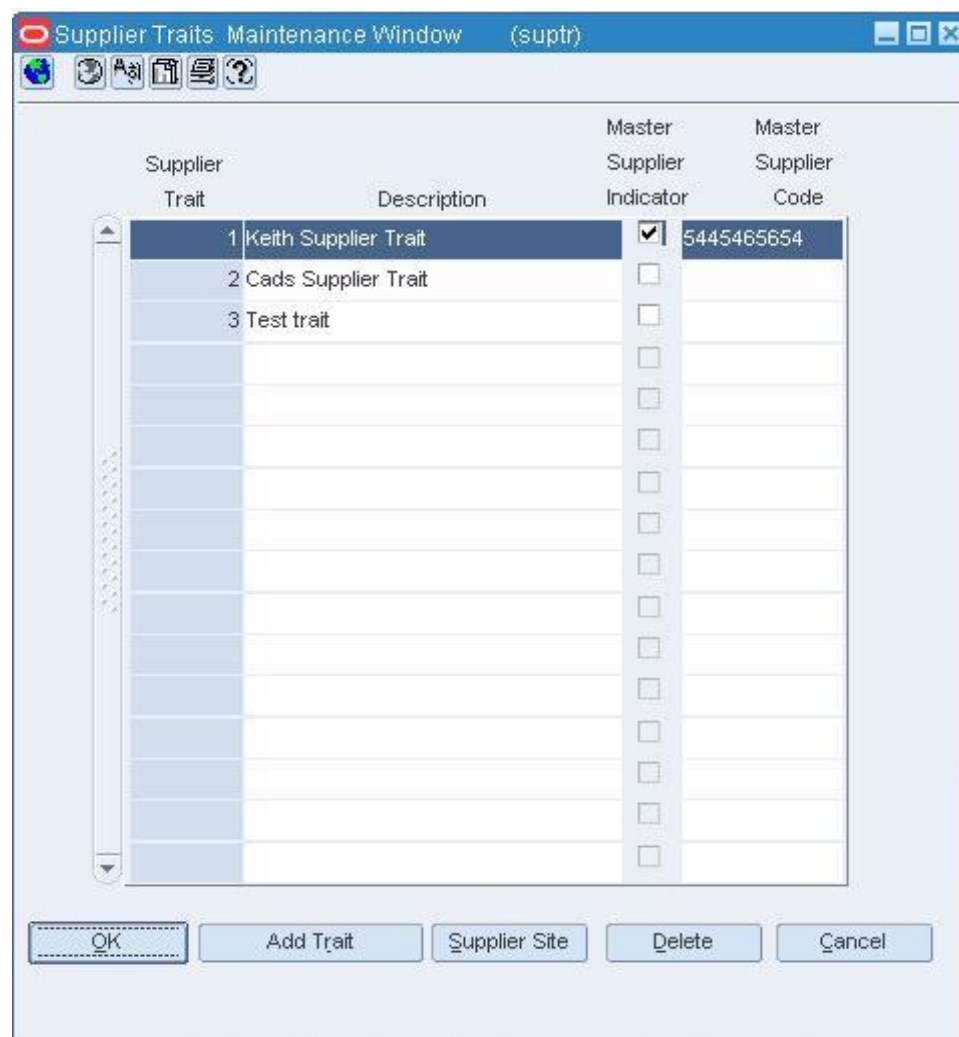 Supplier Traits Maintenance Window (suptr)
Master Master
Supplier Supplier Supplier
Trait Description Indicator Code
1 Keith Supplier Trait 5445465654
2 Cads Supplier Trait
3 Test trait
OK Add Trait Supplier Site Delete Cancel